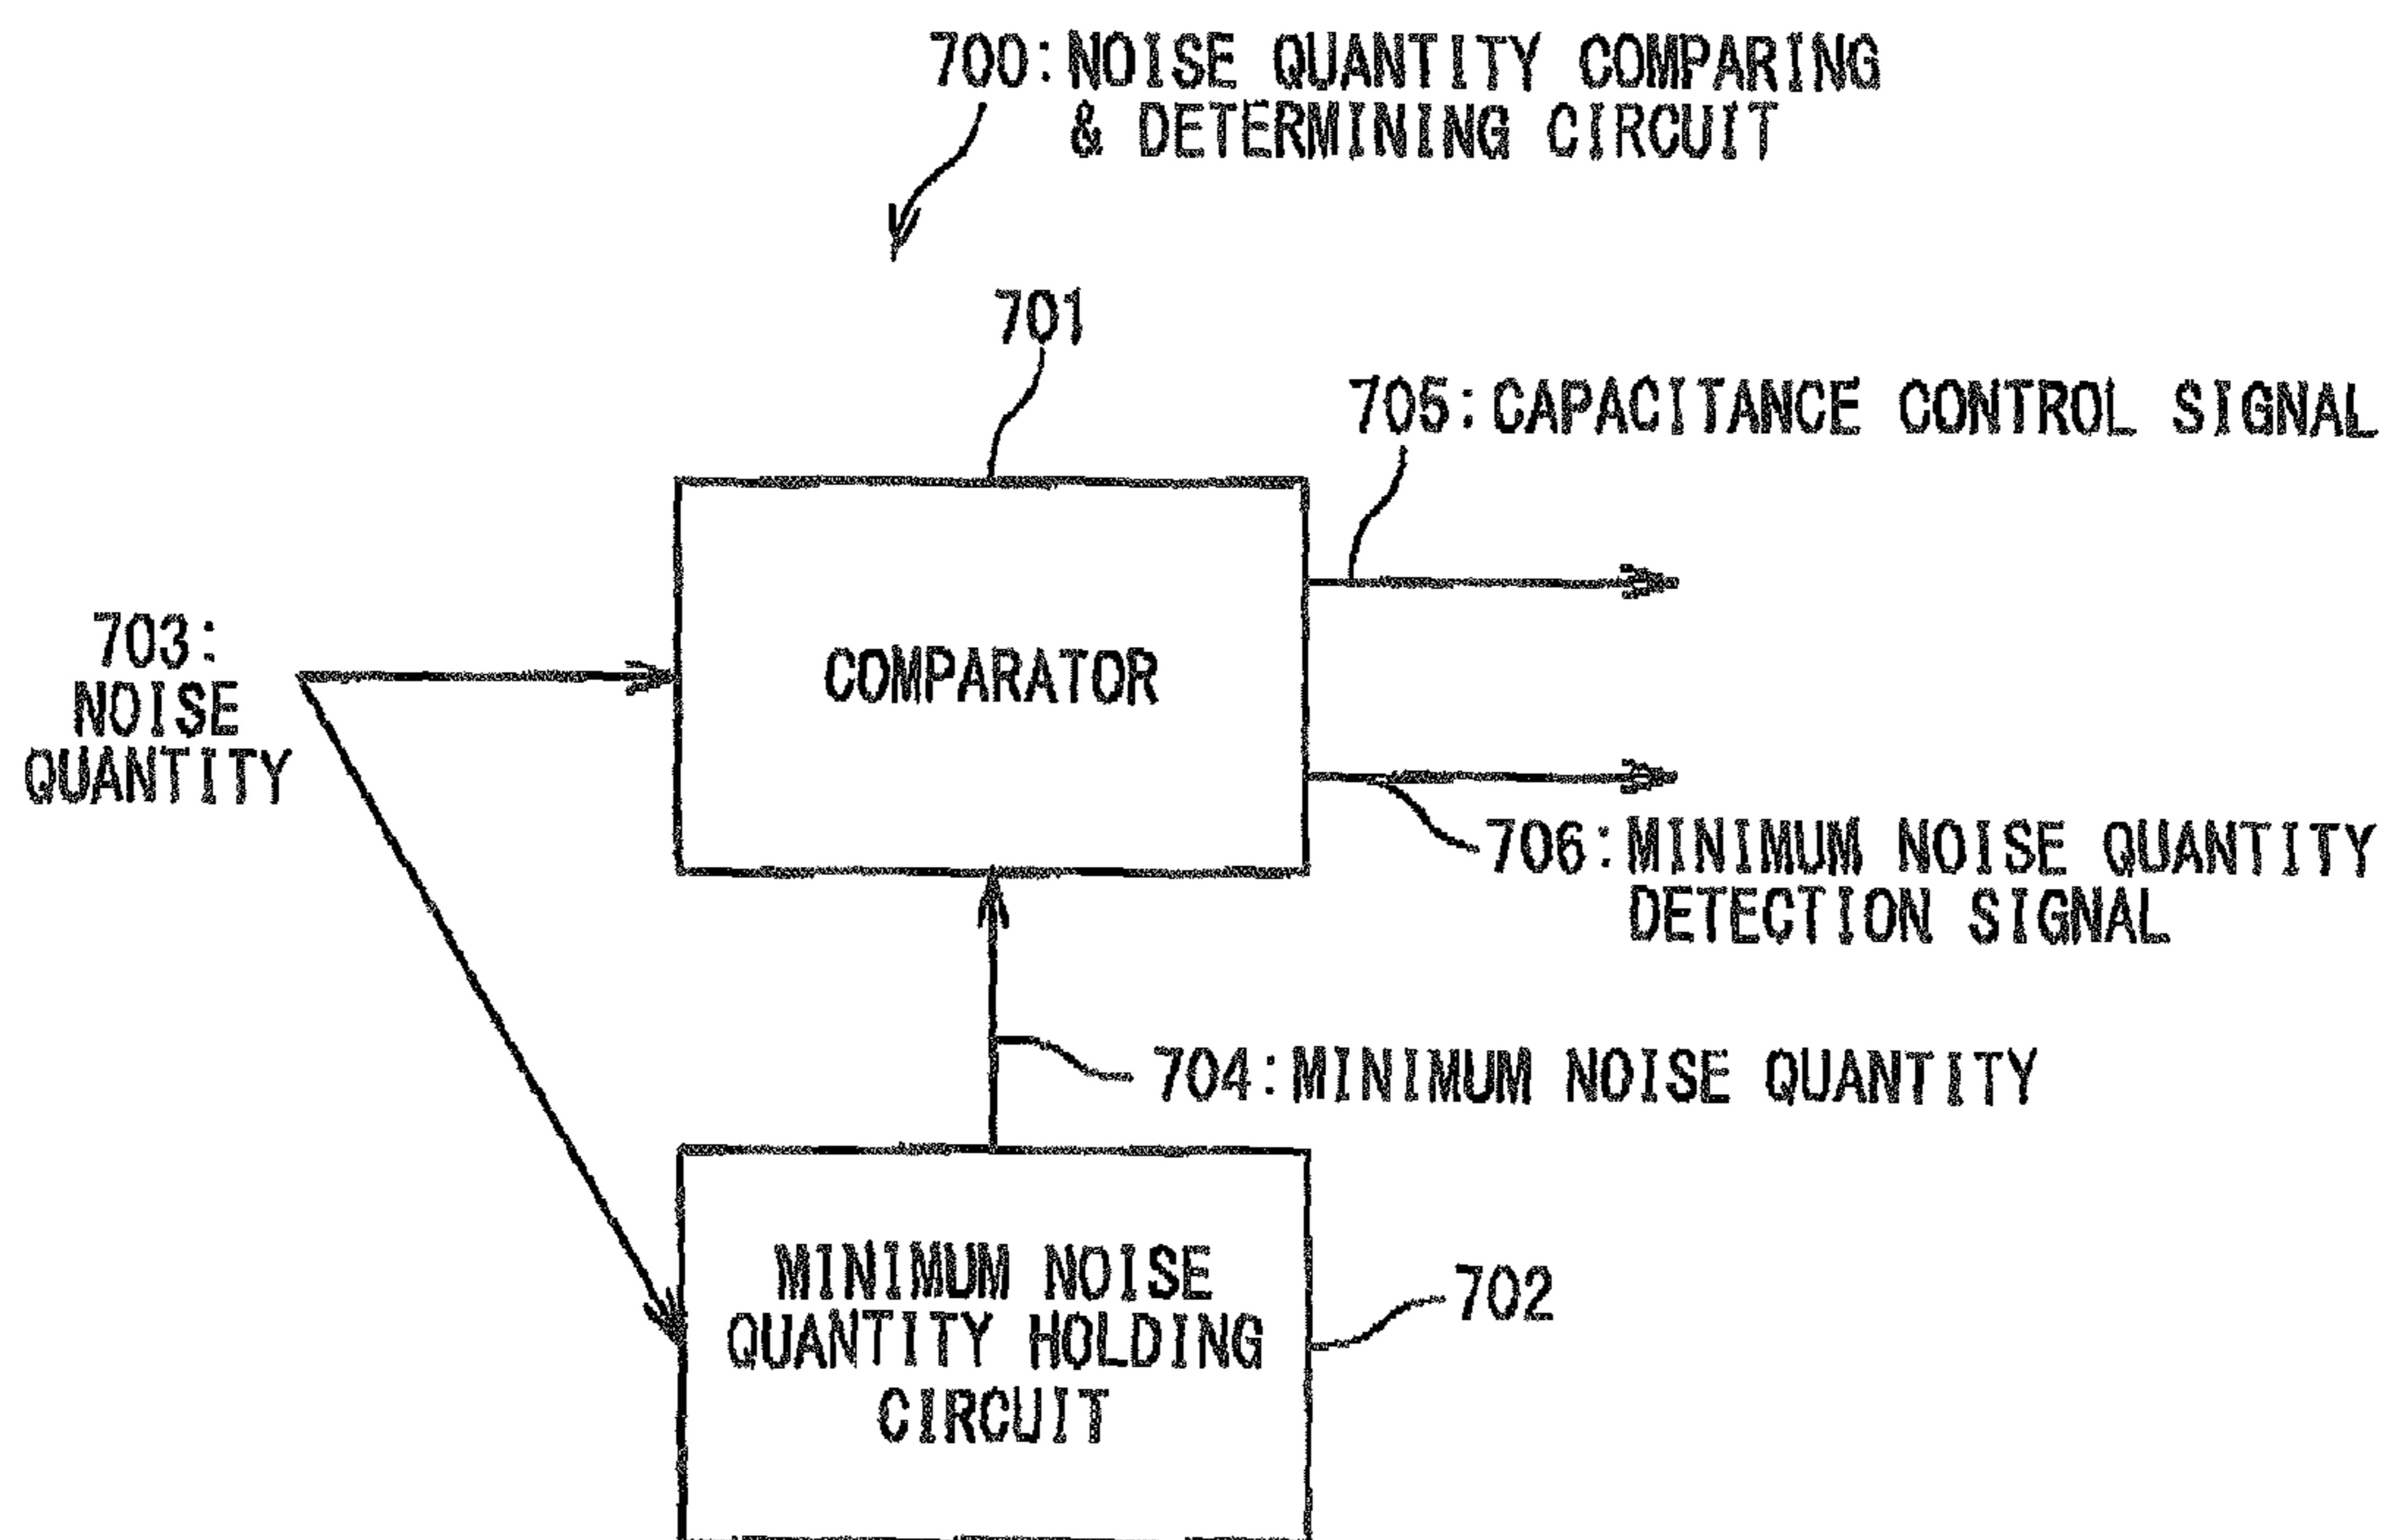 700:NOISE QUANTITY COMPARING
& DETERMINING CIRCUIT
701
705:CAPACITANCE CONTROL SIGNAL
703:
NOISE
QUANTITY
COMPARATOR
706:MINIMUM NOISE QUANTITY
DETECTION SIGNAL
704:MINIMUM NOISE QUANTITY
MINIMUM NOISE
QUANTITY HOLDING
CIRCUIT
702